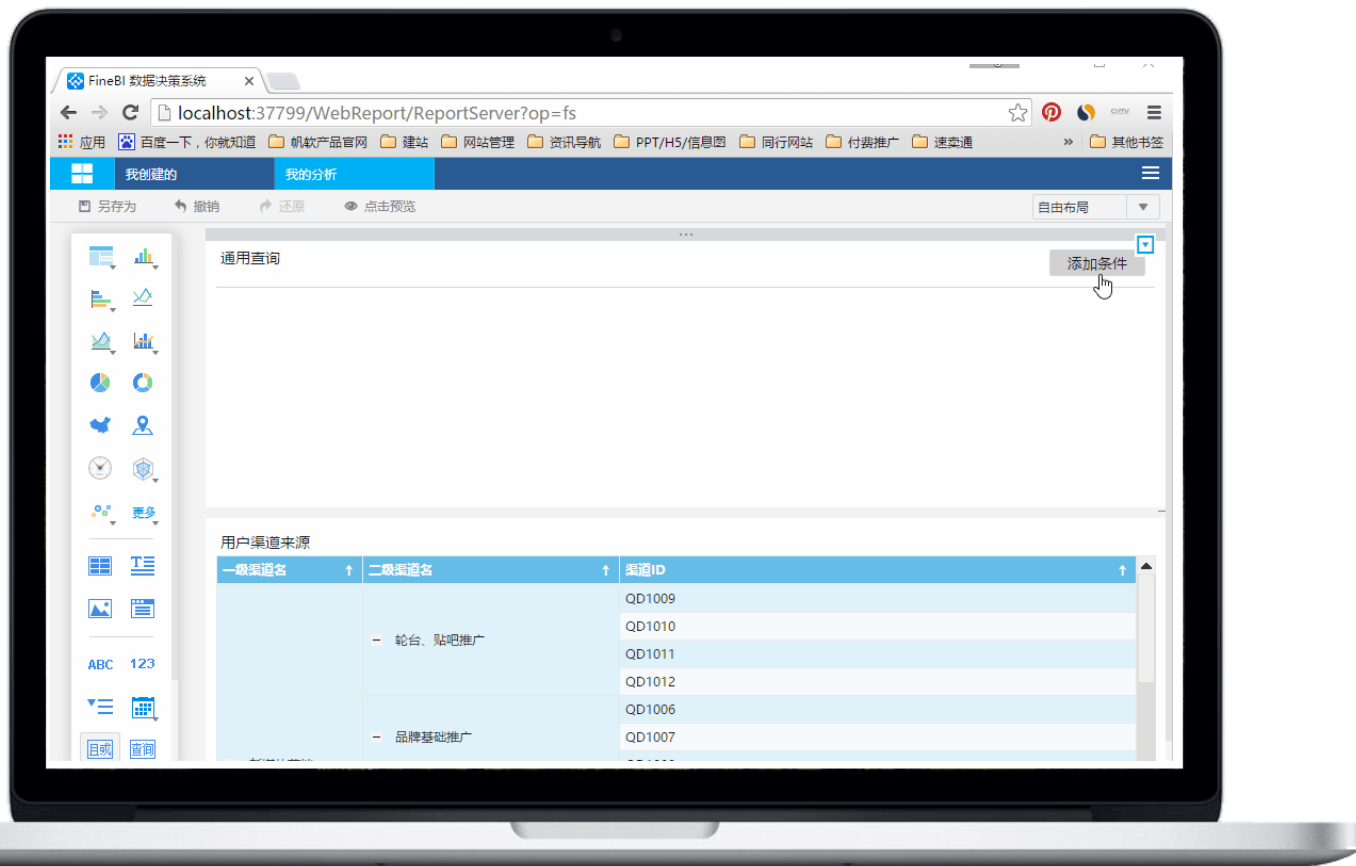 FineBI 数据决策系统
localhost:37799/WebReport/ReportServer?op=fs
应用 百度一下，你就知道 帆软产品官网 建站 网站管理 资讯导航 PPT/H5/信息图 同行网站 付费推广 速卖通 » 其他书签
我创建的 我的分析
另存为 撤销 还原 点击预览 自由布局
通用查询 添加条件
更多
用户渠道来源
一级渠道名 二级渠道名 渠道ID
QD1009
QD1010
轮台、贴吧推广
QD1011
QD1012
QD1006
品牌基础推广 QD1007
ABC 123
且或 查询